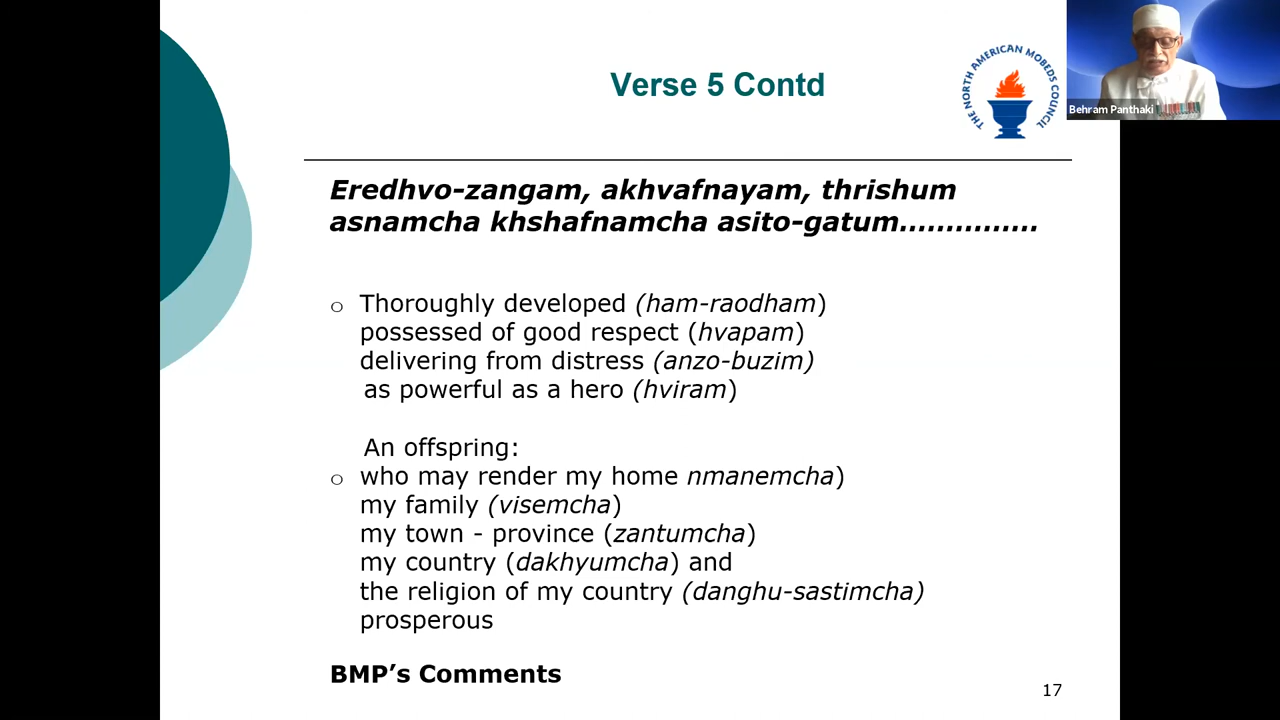 Verse 5 Contd
THE NORTH AMERICAN MOBEDS COUNCIL
Behram Panthaki
Eredhvo-zangam, akhvafnayam, thrishum
asnamcha khshafnamcha asito-gatum...............
o Thoroughly developed (ham-raodham)
possessed of good respect (hvapam)
delivering from distress (anzo-buzim)
as powerful as a hero (hviram)
An offspring:
o who may render my home nmanemcha)
my family (visemcha)
my town - province (zantumcha)
my country (dakhyumcha) and
the religion of my country (danghu-sastimcha)
prosperous
BMP’s Comments
17